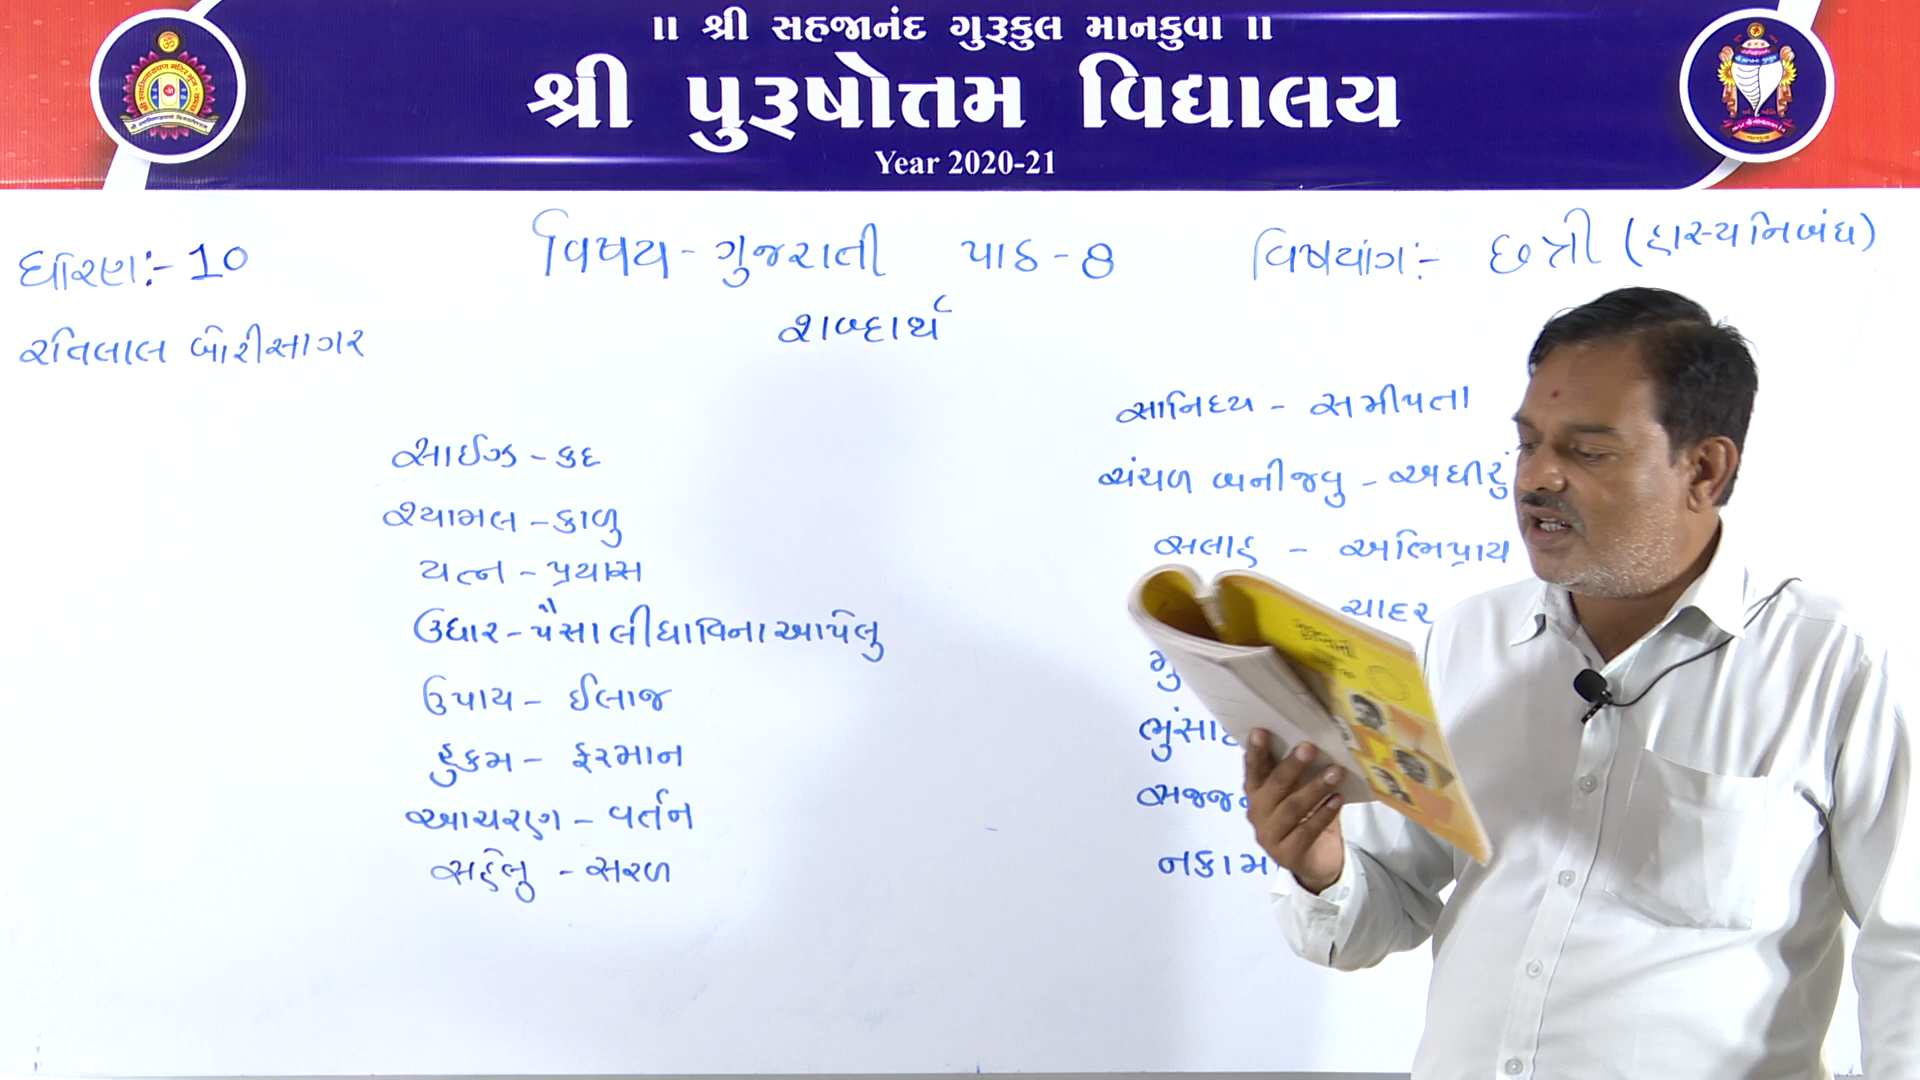 ॥ શ્રી સહજાનંદ ગુરૂકુલ માનકુવા ॥
શ્રી પુરૂષોત્તમ વિદ્યાલય
Year 2020-21
ધોરણ:- 10
વિષય - ગુજરાતી પાઠ - 8
વિષયાંગ:- છત્રી (હાસ્યનિબંધ)
રતિલાલ બોરીસાગર
શબ્દાર્થ
સાઈઝ - કદ
શ્યામલ - કાળુ
યત્ન - પ્રયાસ
ઉધાર - પૈસા લીધા વિના આપેલુ
ઉપાય - ઈલાજ
હુકમ - ફરમાન
આચરણ - વર્તન
સહેલુ - સરળ
સાનિધ્ય - સમીપતા
ચંચળ બનીજવુ - અધીરું
સલાહ - અભિપ્રાય
ચાદર